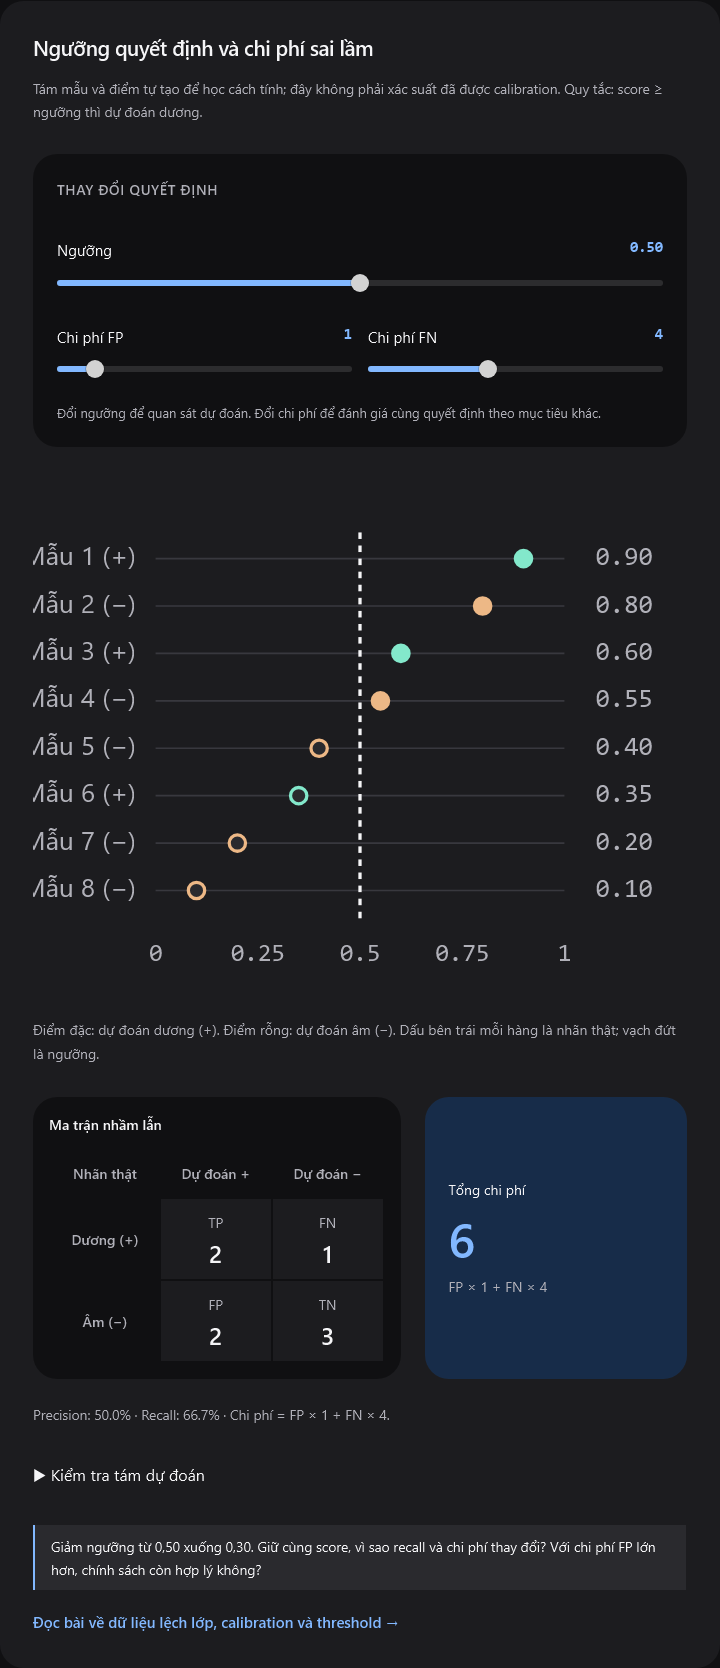 Ngưỡng quyết định và chi phí sai lầm
Tám mẫu và điểm tự tạo để học cách tính; đây không phải xác suất đã được calibration. Quy tắc: score ≥
ngưỡng thì dự đoán dương.
THAY ĐỔI QUYẾT ĐỊNH
Ngưỡng 0.50
Chi phí FP 1 Chi phí FN 4
Đổi ngưỡng để quan sát dự đoán. Đổi chi phí để đánh giá cùng quyết định theo mục tiêu khác.
Mẫu 1 (+) 0.90
Mẫu 2 (−) 0.80
Mẫu 3 (+) 0.60
Mẫu 4 (−) 0.55
Mẫu 5 (−) 0.40
Mẫu 6 (+) 0.35
Mẫu 7 (−) 0.20
Mẫu 8 (−) 0.10
0 0.25 0.5 0.75 1
Điểm đặc: dự đoán dương (+). Điểm rỗng: dự đoán âm (−). Dấu bên trái mỗi hàng là nhãn thật; vạch đứt
là ngưỡng.
Ma trận nhầm lẫn
Nhãn thật Dự đoán + Dự đoán −
TP FN
Dương (+) 2 1
FP TN
Âm (−) 2 3
Tổng chi phí
6
FP × 1 + FN × 4
Precision: 50.0% · Recall: 66.7% · Chi phí = FP × 1 + FN × 4.
▶ Kiểm tra tám dự đoán
Giảm ngưỡng từ 0,50 xuống 0,30. Giữ cùng score, vì sao recall và chi phí thay đổi? Với chi phí FP lớn
hơn, chính sách còn hợp lý không?
Đọc bài về dữ liệu lệch lớp, calibration và threshold →